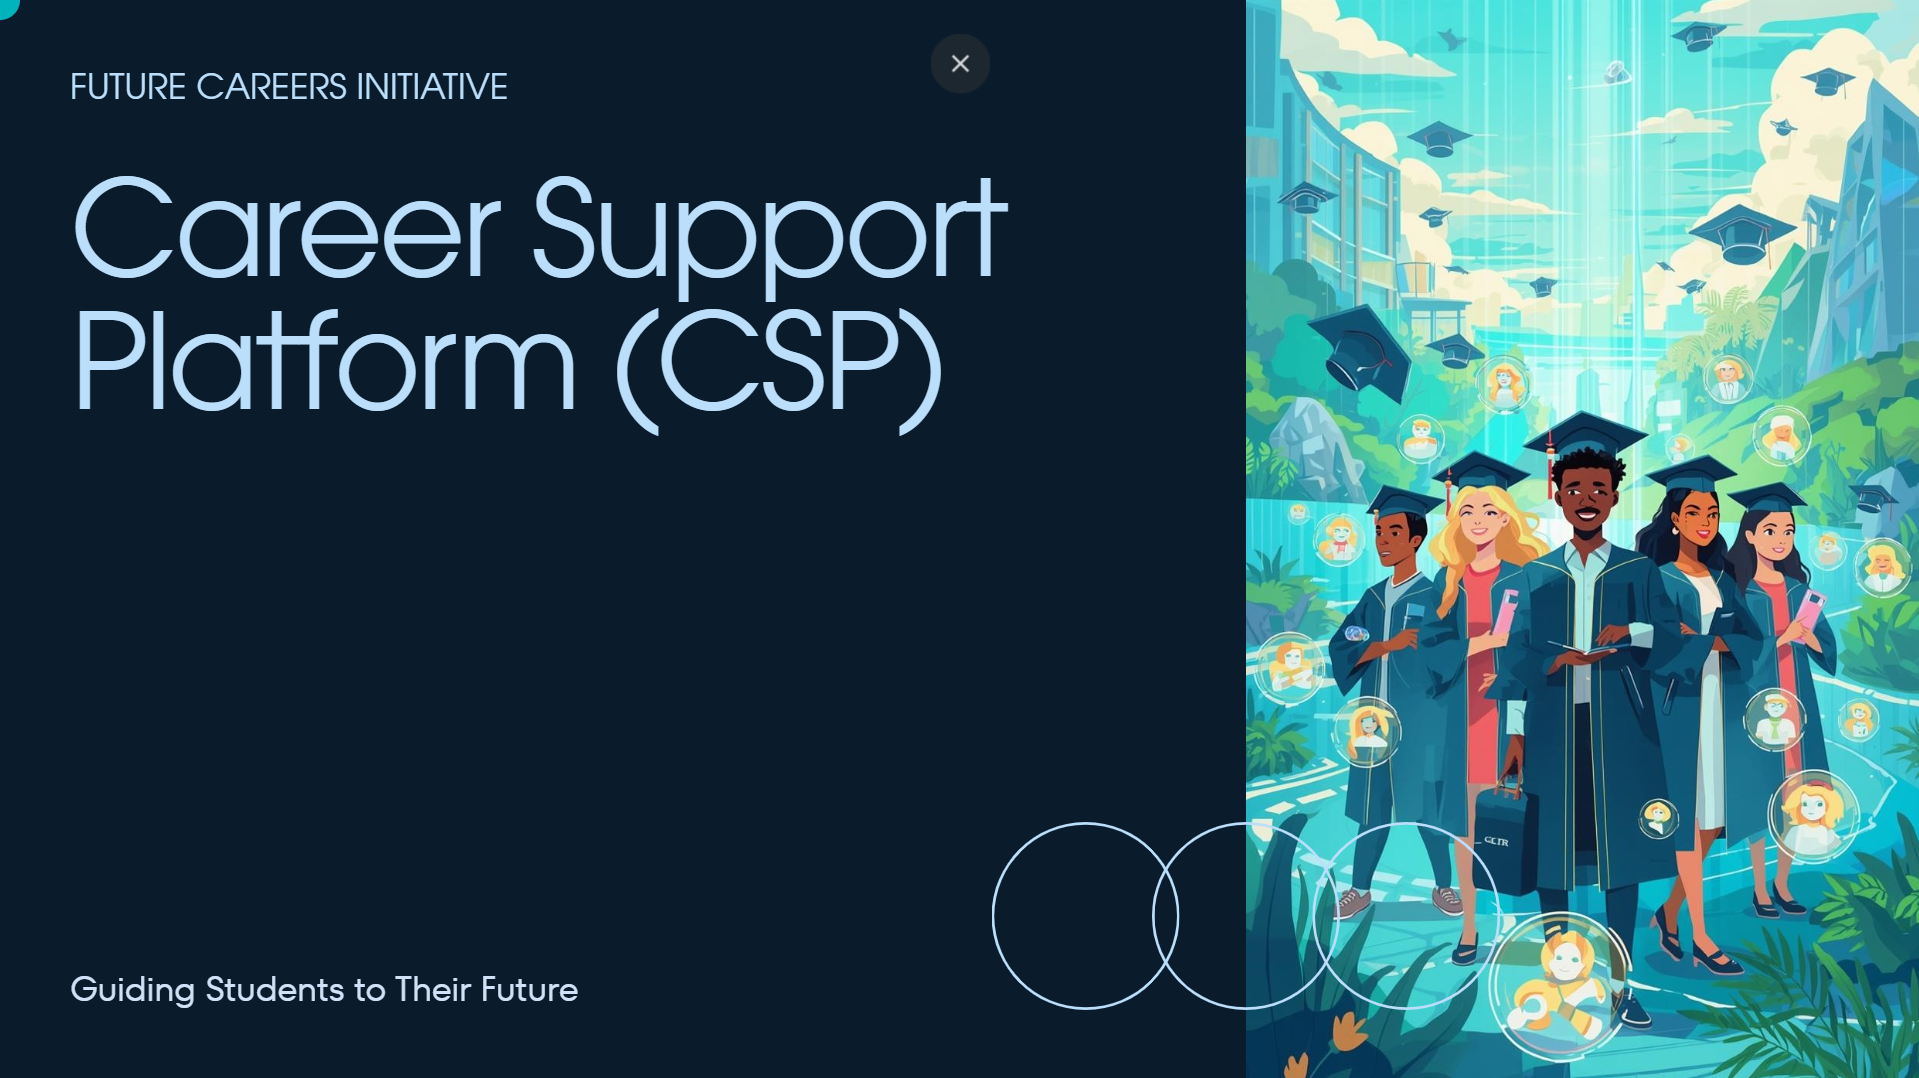 FUTURE CAREERS INITIATIVE
Career Support
Platform (CSP)
Guiding Students to Their Future